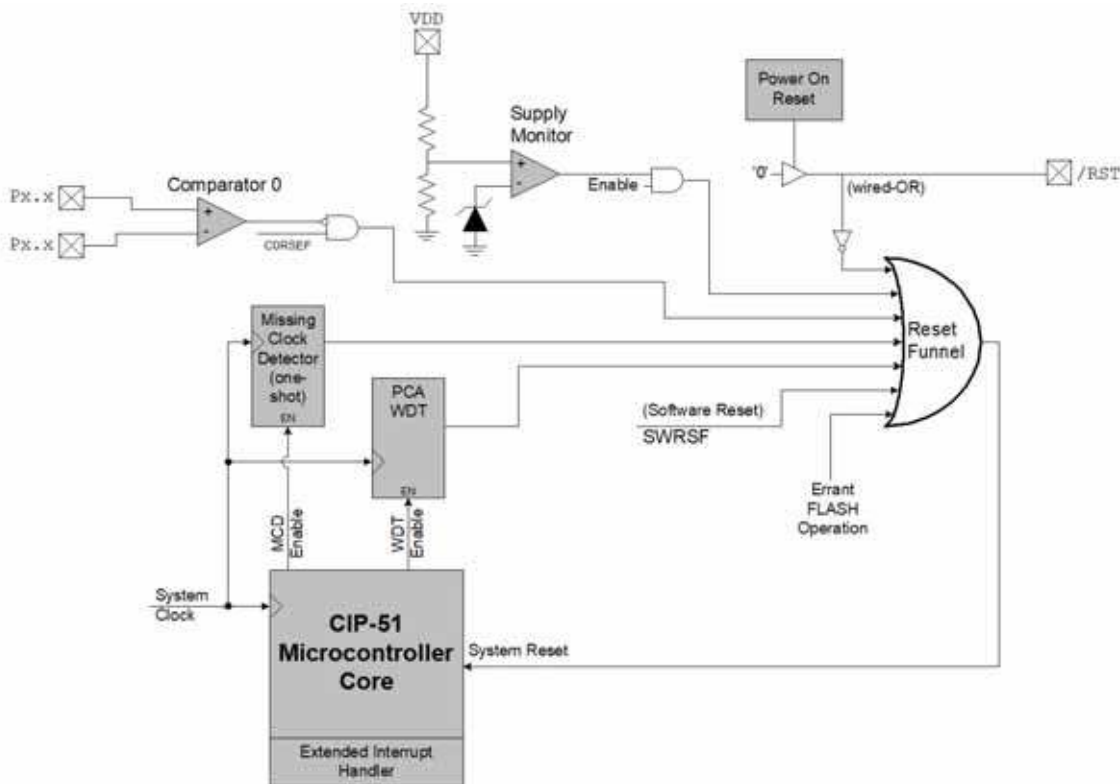 VDD
Power On
Reset
Supply
Monitor
+
-
Enable
'0'
(wired-OR)
/RST
Px.x
Px.x
Comparator 0
+
-
C0RSEF
Missing
Clock
Detector
(one-
shot)
EN
PCA
WDT
EN
Reset
Funnel
(Software Reset)
SWRSF
Errant
FLASH
Operation
MCD
Enable
WDT
Enable
System
Clock
CIP-51
Microcontroller
Core
System Reset
Extended Interrupt
Handler